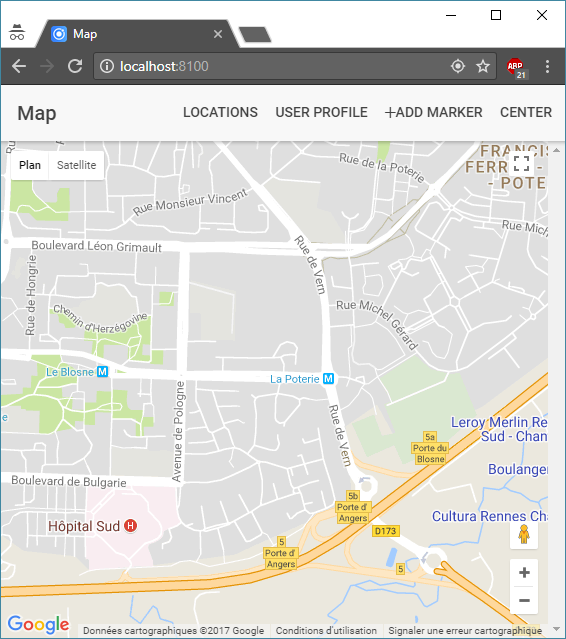 Map
localhost:8100
ABP
21
Map
LOCATIONS
USER PROFILE
+ADD MARKER
CENTER
Plan
Satellite
Rue de la Poterie
FRANCIS
FERR
- POTE
Rue Monsieur Vincent
Rue Mich
Boulevard Léon Grimault
Rue de Vern
Rue de Hongrie
Chemin d'Herzégovine
Rue Michel Gérard
Le Blosne M
La Poterie M
Avenue de Pologne
Rue de Vern
Leroy Merlin Re
Sud - Chan
5a
Porte du
Blosne
Boulanger
Boulevard de Bulgarie
5b
Porte d'
Angers
Cultura Rennes Cha
Hôpital Sud H
D173
5
Porte d'
Angers
5
+
−
Google
Données cartographiques ©2017 Google
Conditions d'utilisation
Signaler une erreur cartographique